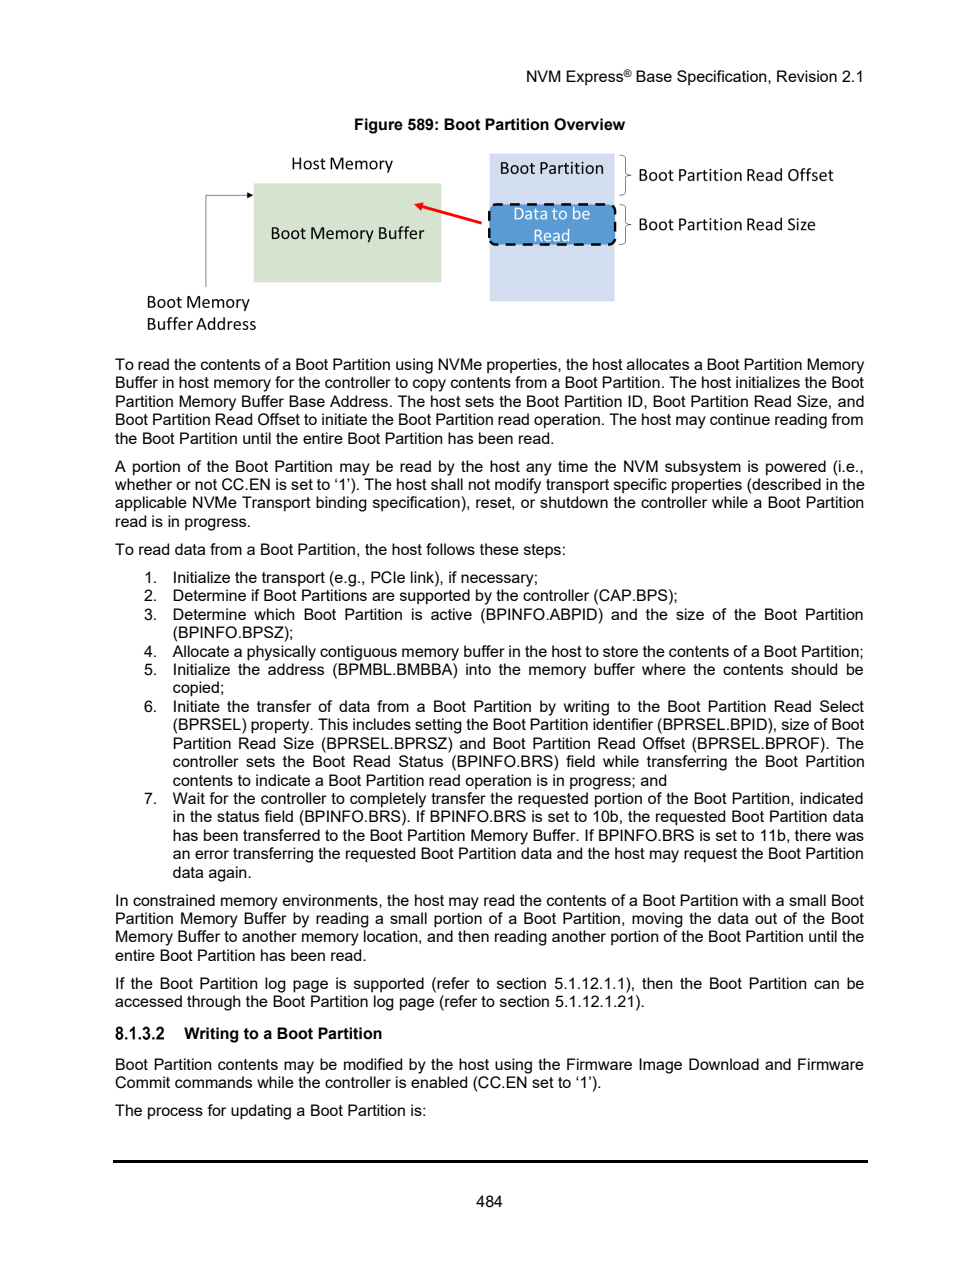 NVM Express® Base Specification, Revision 2.1
Figure 589: Boot Partition Overview
Host Memory
Boot Partition
Boot Partition Read Offset
Data to be
Read
Boot Partition Read Size
Boot Memory Buffer
Boot Memory
Buffer Address
To read the contents of a Boot Partition using NVMe properties, the host allocates a Boot Partition Memory
Buffer in host memory for the controller to copy contents from a Boot Partition. The host initializes the Boot
Partition Memory Buffer Base Address. The host sets the Boot Partition ID, Boot Partition Read Size, and
Boot Partition Read Offset to initiate the Boot Partition read operation. The host may continue reading from
the Boot Partition until the entire Boot Partition has been read.
A portion of the Boot Partition may be read by the host any time the NVM subsystem is powered (i.e.,
whether or not CC.EN is set to ‘1’). The host shall not modify transport specific properties (described in the
applicable NVMe Transport binding specification), reset, or shutdown the controller while a Boot Partition
read is in progress.
To read data from a Boot Partition, the host follows these steps:
1. Initialize the transport (e.g., PCIe link), if necessary;
2. Determine if Boot Partitions are supported by the controller (CAP.BPS);
3. Determine which Boot Partition is active (BPINFO.ABPID) and the size of the Boot Partition
(BPINFO.BPSZ);
4. Allocate a physically contiguous memory buffer in the host to store the contents of a Boot Partition;
5. Initialize the address (BPMBL.BMBBA) into the memory buffer where the contents should be
copied;
6. Initiate the transfer of data from a Boot Partition by writing to the Boot Partition Read Select
(BPRSEL) property. This includes setting the Boot Partition identifier (BPRSEL.BPID), size of Boot
Partition Read Size (BPRSEL.BPRSZ) and Boot Partition Read Offset (BPRSEL.BPROF). The
controller sets the Boot Read Status (BPINFO.BRS) field while transferring the Boot Partition
contents to indicate a Boot Partition read operation is in progress; and
7. Wait for the controller to completely transfer the requested portion of the Boot Partition, indicated
in the status field (BPINFO.BRS). If BPINFO.BRS is set to 10b, the requested Boot Partition data
has been transferred to the Boot Partition Memory Buffer. If BPINFO.BRS is set to 11b, there was
an error transferring the requested Boot Partition data and the host may request the Boot Partition
data again.
In constrained memory environments, the host may read the contents of a Boot Partition with a small Boot
Partition Memory Buffer by reading a small portion of a Boot Partition, moving the data out of the Boot
Memory Buffer to another memory location, and then reading another portion of the Boot Partition until the
entire Boot Partition has been read.
If the Boot Partition log page is supported (refer to section 5.1.12.1.1), then the Boot Partition can be
accessed through the Boot Partition log page (refer to section 5.1.12.1.21).
8.1.3.2 Writing to a Boot Partition
Boot Partition contents may be modified by the host using the Firmware Image Download and Firmware
Commit commands while the controller is enabled (CC.EN set to ‘1’).
The process for updating a Boot Partition is:
484